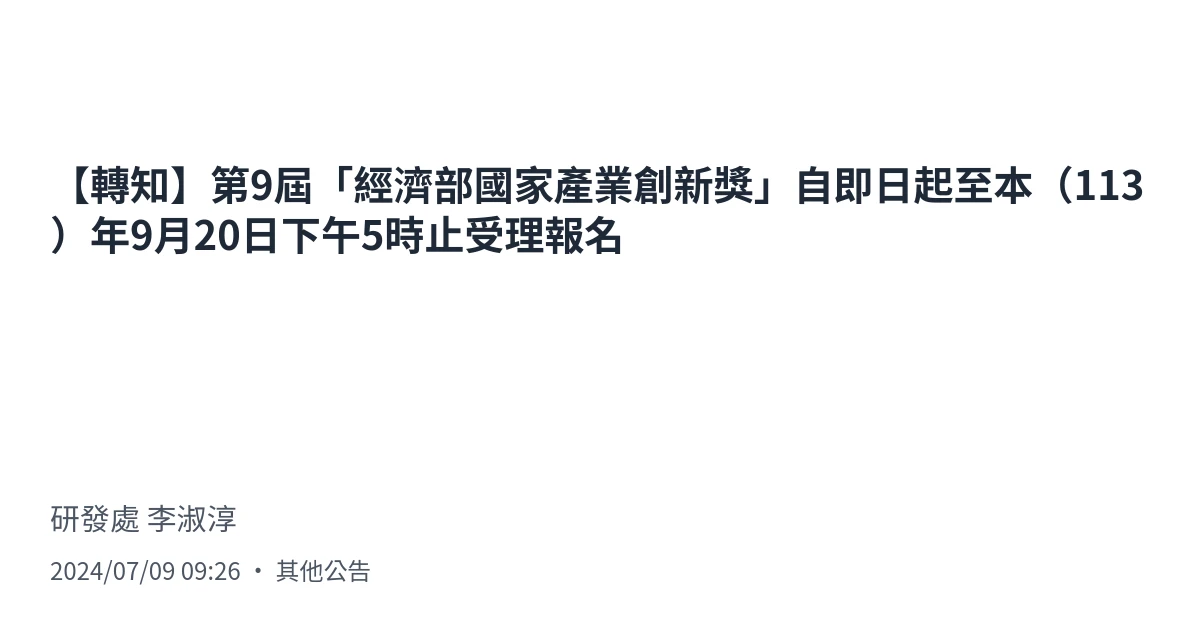 【轉知】第9屆「經濟部國家產業創新獎」自即日起至本（113
）年9月20日下午5時止受理報名
研發處 李淑淳
2024/07/09 09:26 • 其他公告